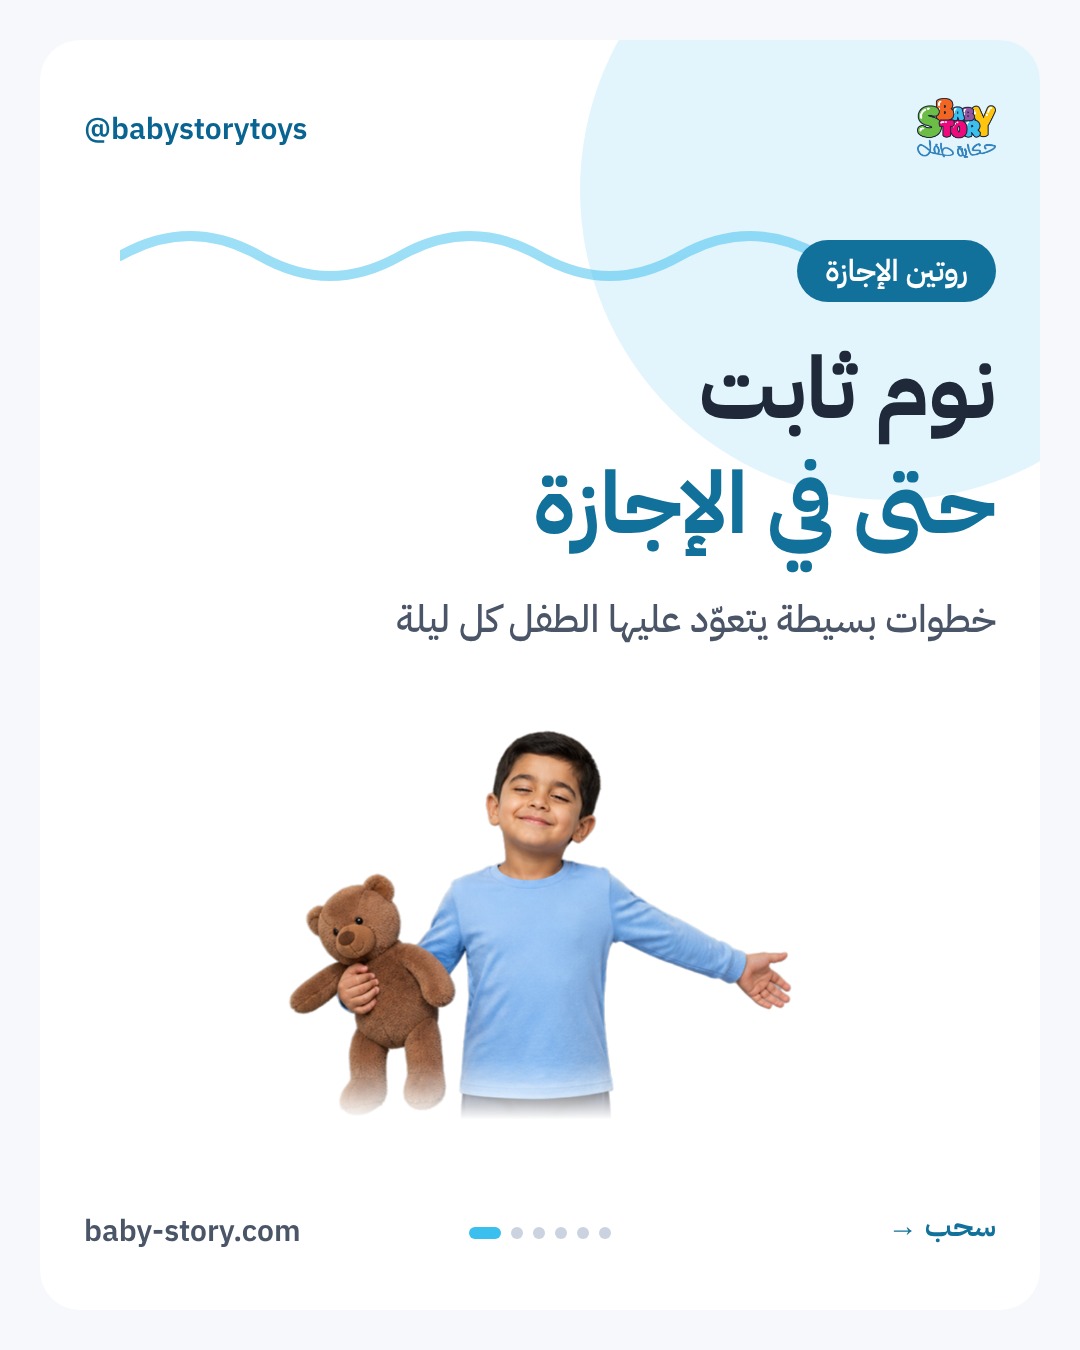 @babystorytoys
BABY STORY
حكاية طفل
روتين الإجازة
نوم ثابت
حتى في الإجازة
خطوات بسيطة يتعوّد عليها الطفل كل ليلة
baby-story.com
سحب →